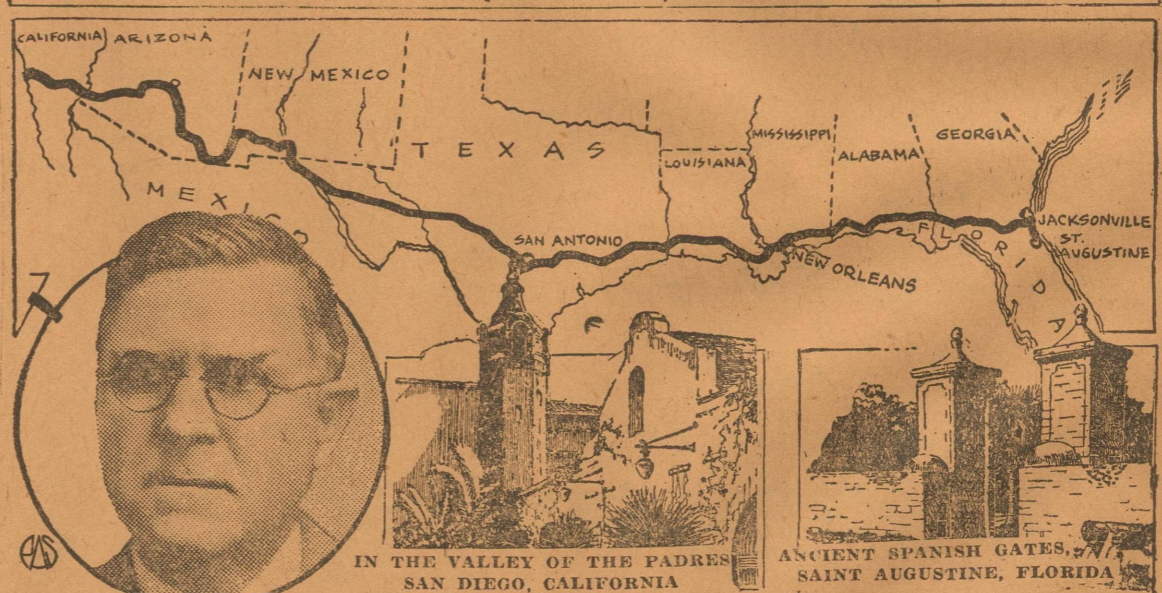 CALIFORNIA
ARIZONA
NEW MEXICO
TEXAS
LOUISIANA
MISSISSIPPI
ALABAMA
GEORGIA
MEXICO
SAN ANTONIO
NEW ORLEANS
FLORIDA
JACKSONVILLE
ST.
AUGUSTINE
IN THE VALLEY OF THE PADRES
SAN DIEGO, CALIFORNIA
ANCIENT SPANISH GATES,
SAINT AUGUSTINE, FLORIDA